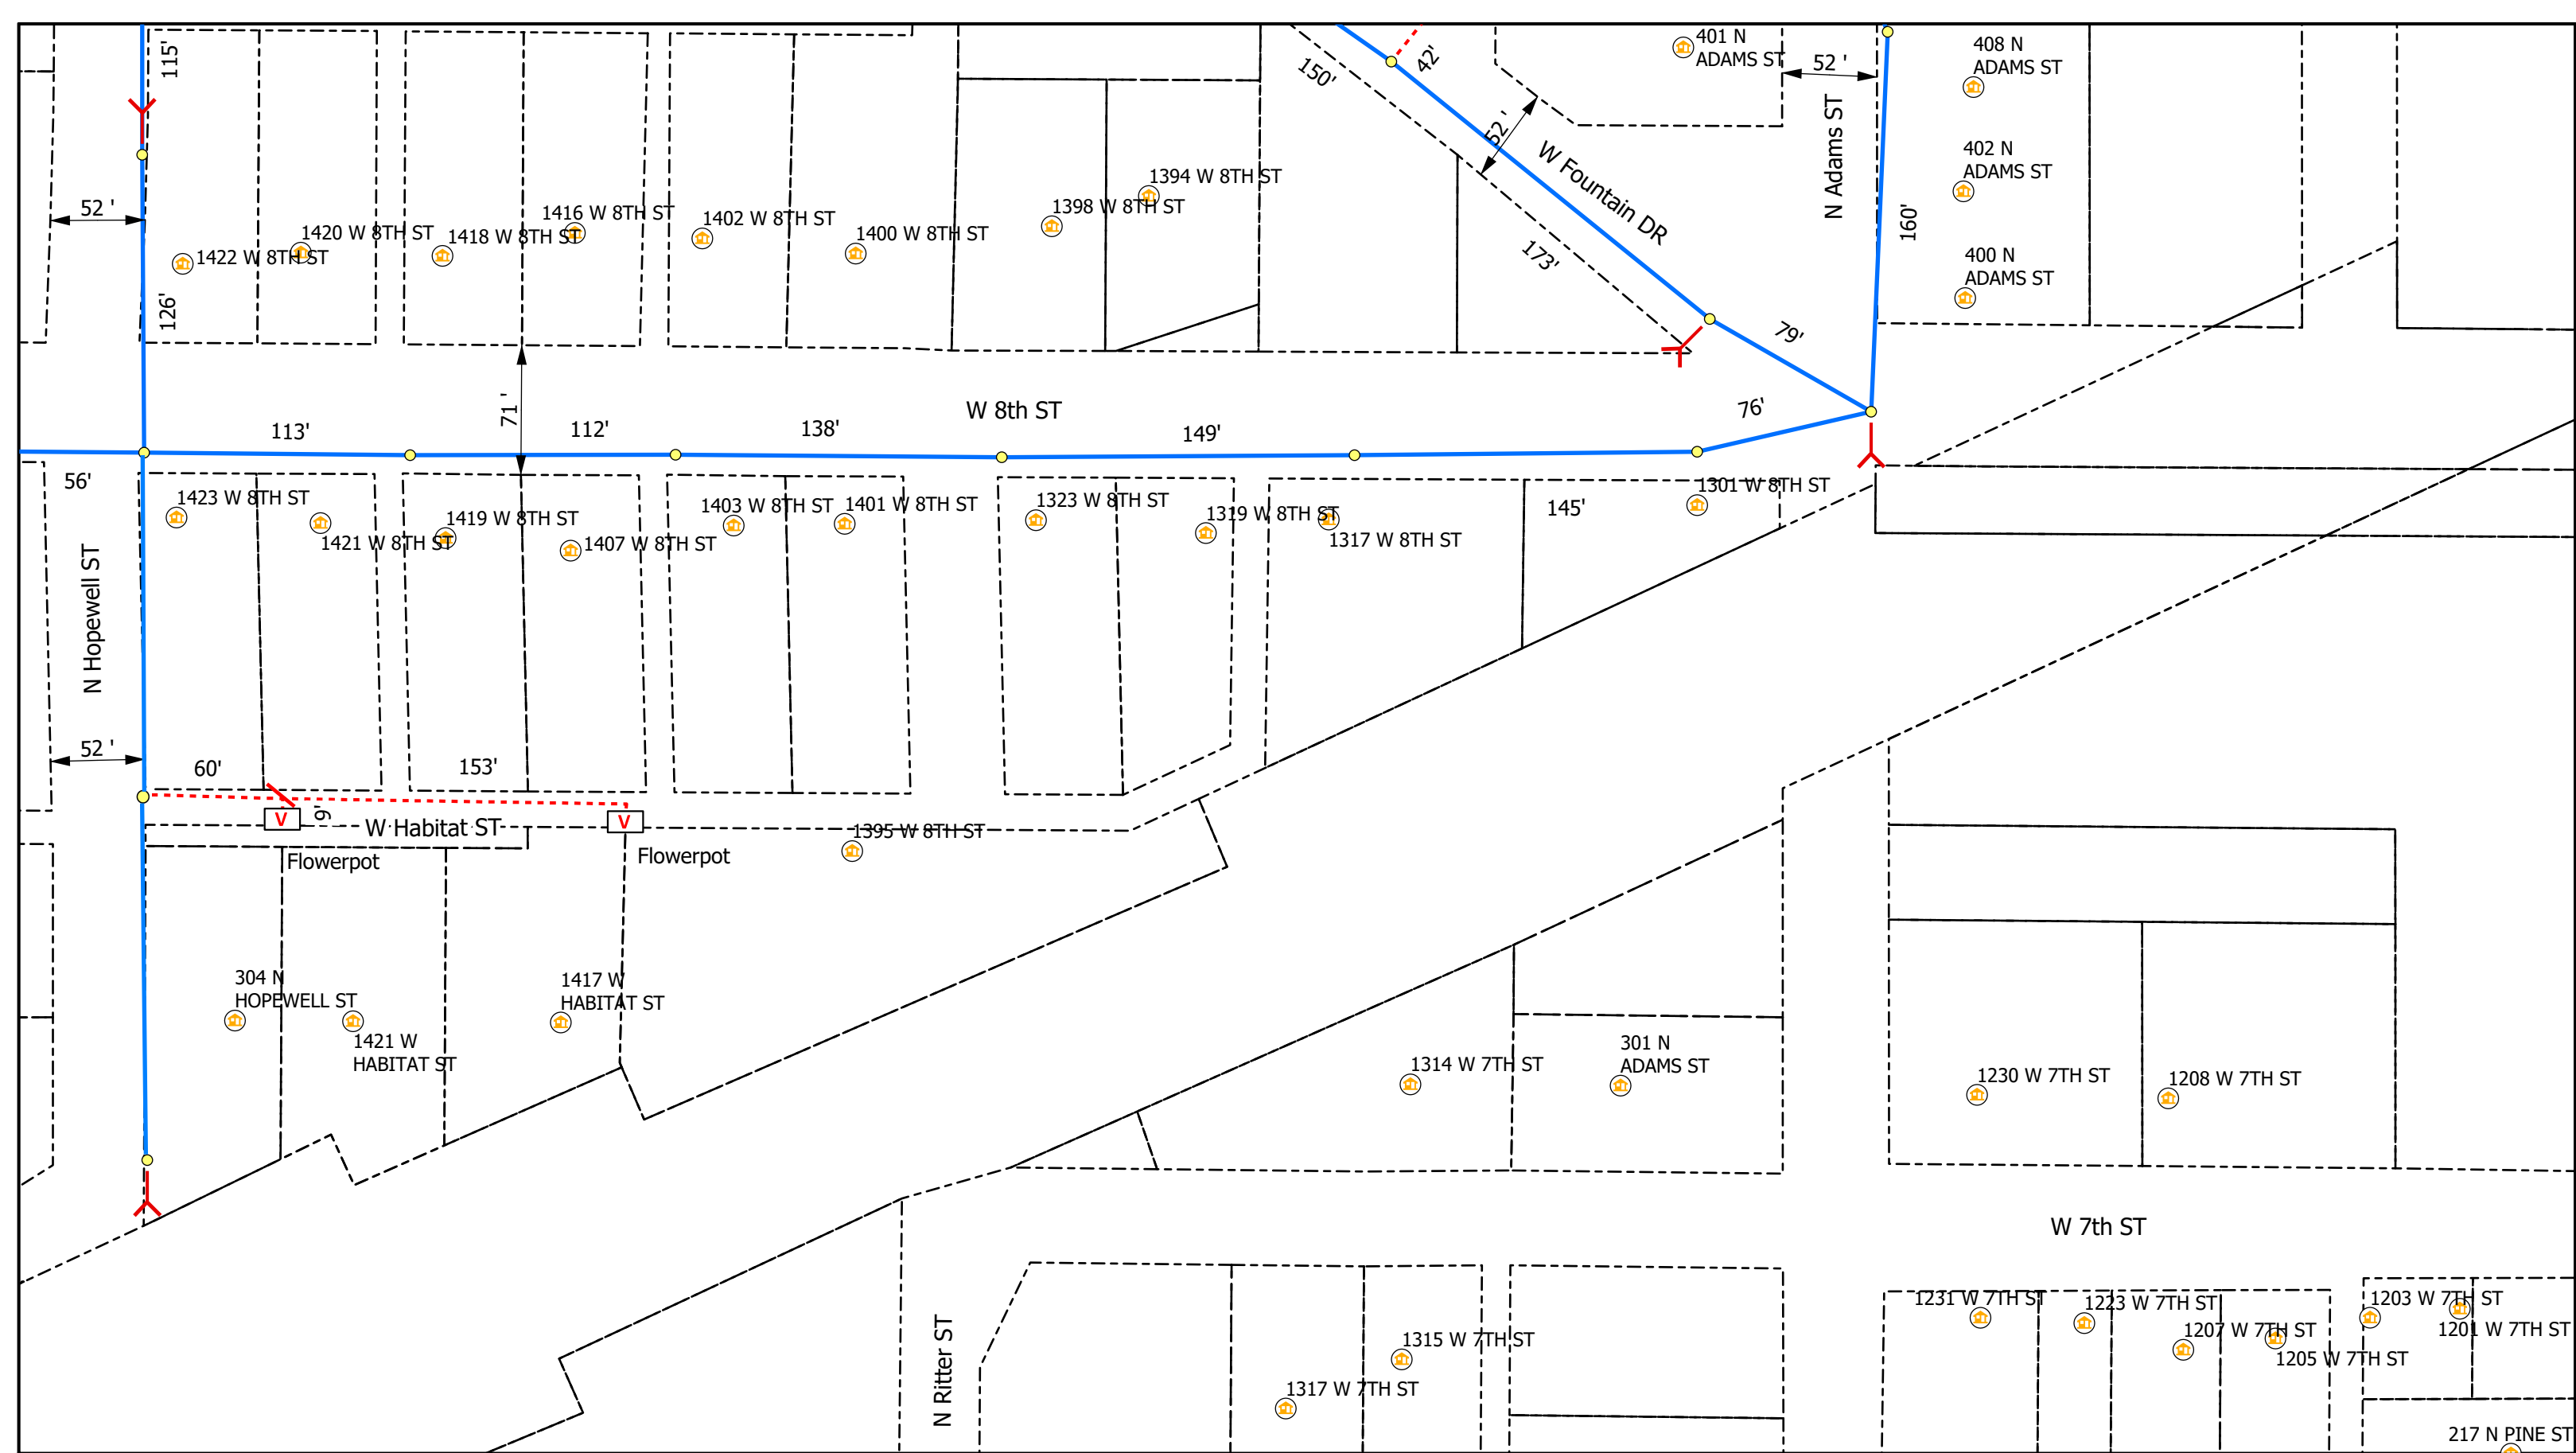 115'
150'
42'
401 N
ADAMS ST
52 '
408 N
ADAMS ST
52 '
W Fountain DR
N Adams ST
402 N
ADAMS ST
160'
400 N
ADAMS ST
52 '
126'
1422 W 8TH ST
1420 W 8TH ST
1418 W 8TH ST
1416 W 8TH ST
1402 W 8TH ST
1400 W 8TH ST
1398 W 8TH ST
1394 W 8TH ST
173'
79'
71 '
W 8th ST
76'
113'
112'
138'
149'
145'
56'
1423 W 8TH ST
1421 W 8TH ST
1419 W 8TH ST
1407 W 8TH ST
1403 W 8TH ST
1401 W 8TH ST
1323 W 8TH ST
1319 W 8TH ST
1317 W 8TH ST
1301 W 8TH ST
N Hopewell ST
52 '
60'
153'
V
9'
W Habitat ST
V
Flowerpot
Flowerpot
1395 W 8TH ST
304 N
HOPEWELL ST
1421 W
HABITAT ST
1417 W
HABITAT ST
1314 W 7TH ST
301 N
ADAMS ST
1230 W 7TH ST
1208 W 7TH ST
W 7th ST
N Ritter ST
1317 W 7TH ST
1315 W 7TH ST
1231 W 7TH ST
1223 W 7TH ST
1207 W 7TH ST
1205 W 7TH ST
1203 W 7TH ST
1201 W 7TH ST
217 N PINE ST